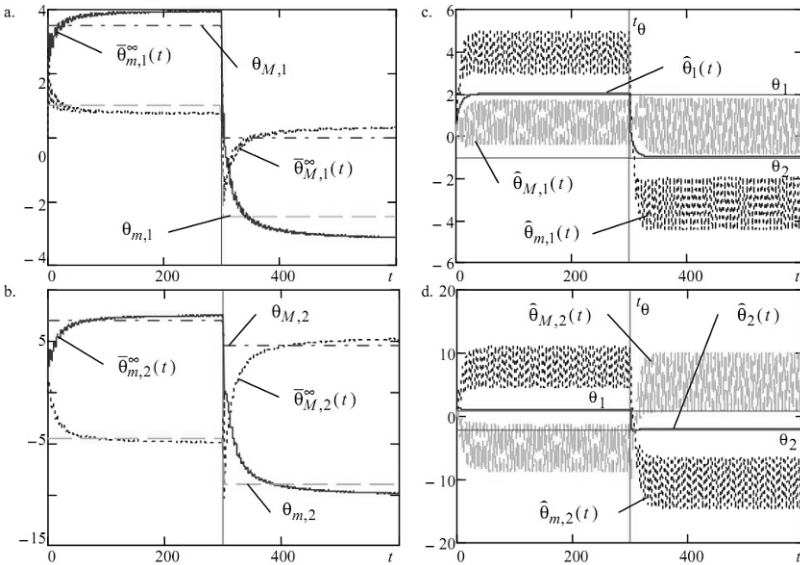 a.
4
2
0
−2
−4
θ̄∞m,1(t)
θM,1
θ̄∞M,1(t)
θm,1
0
200
400
t
b.
5
−5
−15
θ̄∞m,2(t)
θM,2
θ̄∞M,2(t)
θm,2
0
200
400
t
c.
6
4
2
0
−2
−4
−6
tθ
θ̂1(t)
θ1
θ2
θ̂M,1(t)
θ̂m,1(t)
0
200
400
t
d.
20
10
0
−10
−20
tθ
θ̂M,2(t)
θ̂2(t)
θ1
θ2
θ̂m,2(t)
0
200
400
t